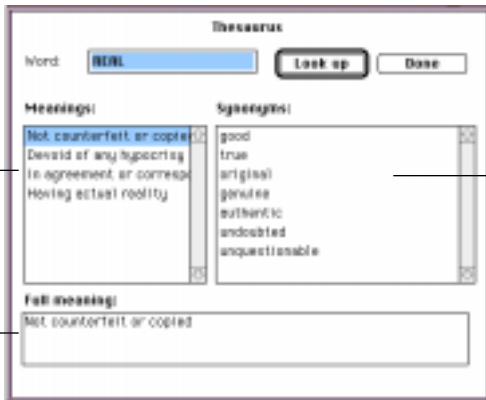 Thesaurus
Word: REAL
Look up
Done
Meanings:
Synonyms:
Not counterfeit or copied
Devoid of any hypocrisy
In agreement or correspo
Having actual reality
good
true
original
genuine
authentic
undoubted
unquestionable
Full meaning:
Not counterfeit or copied